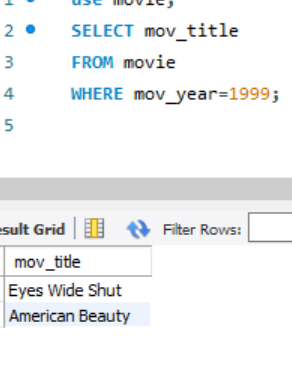 1 use movie;
2 SELECT mov_title
3 FROM movie
4 WHERE mov_year=1999;
5
Grid Filter Rows:
mov_title
Eyes Wide Shut
American Beauty